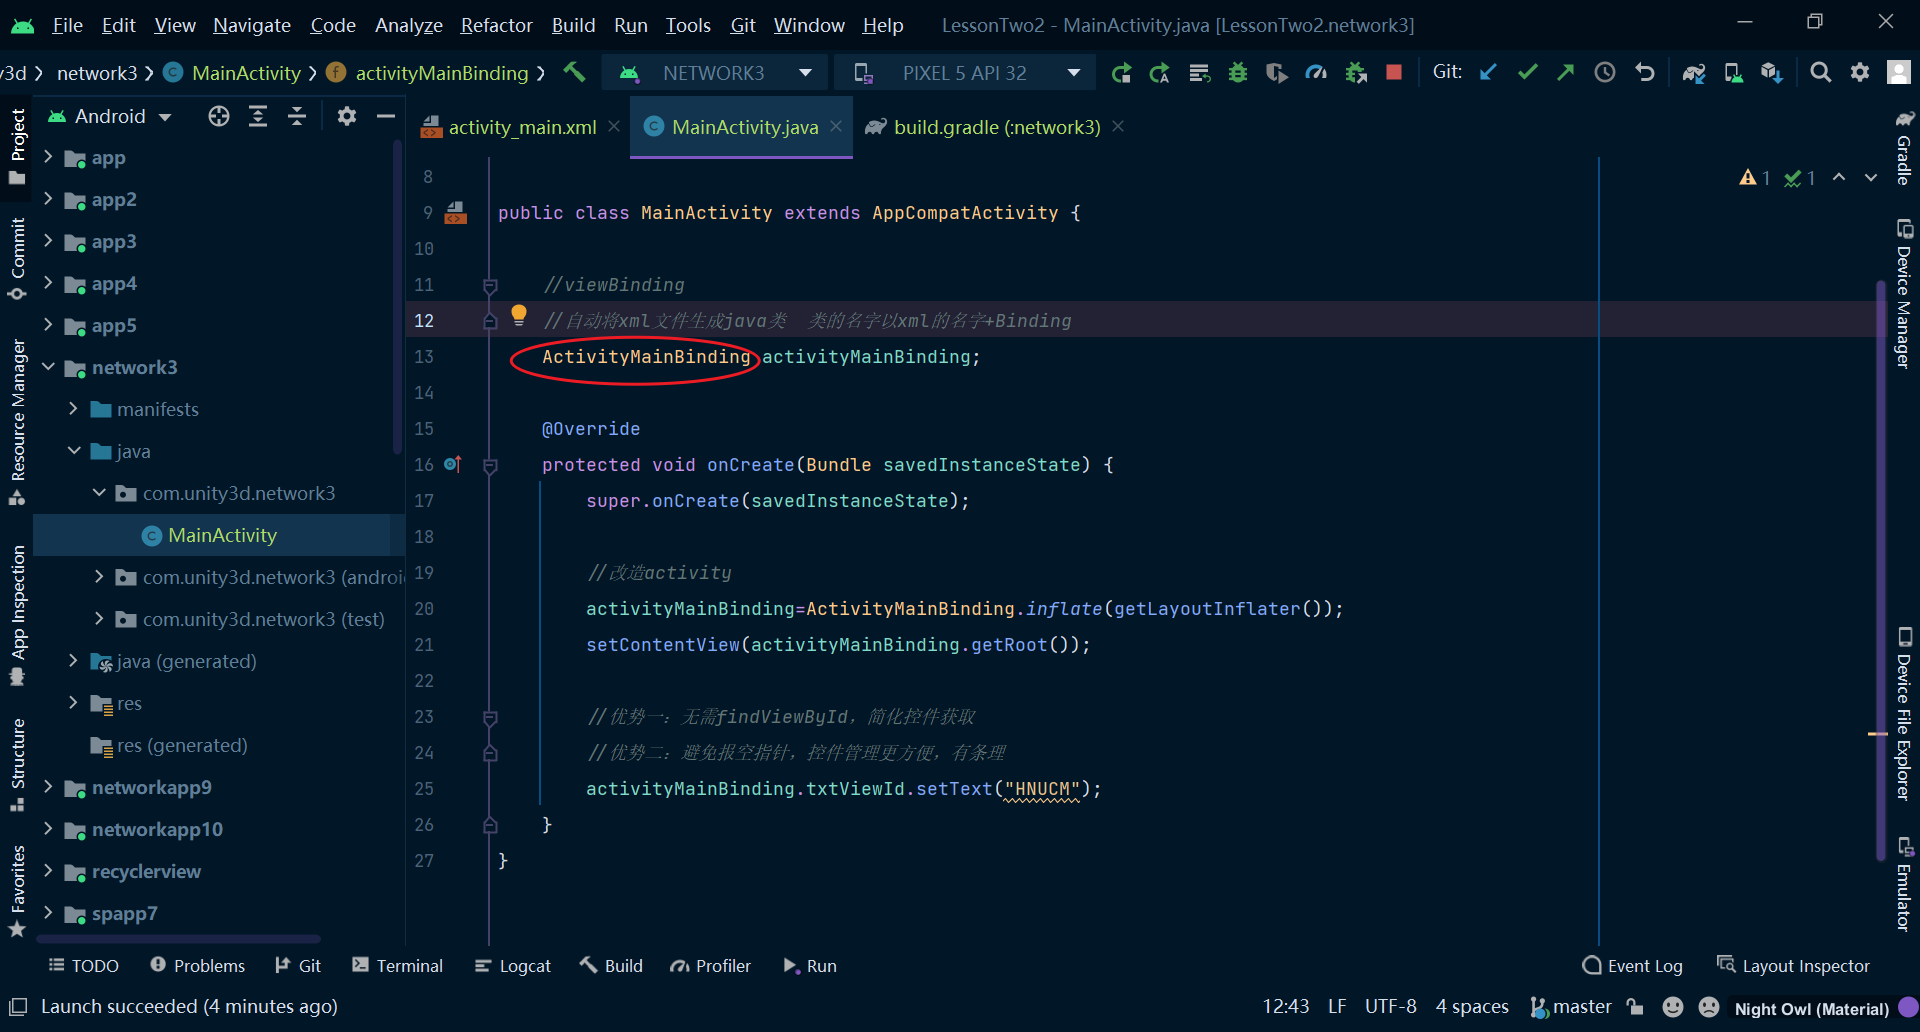 File Edit View Navigate Code Analyze Refactor Build Run Tools Git Window Help LessonTwo2 - MainActivity.java [LessonTwo2.network3]
y3d network3 MainActivity activityMainBinding NETWORK3 PIXEL 5 API 32 Git:
Project
Commit
Resource Manager
App Inspection
Structure
Favorites
Android
app
app2
app3
app4
app5
network3
manifests
java
com.unity3d.network3
MainActivity
com.unity3d.network3 (androi
com.unity3d.network3 (test)
java (generated)
res
res (generated)
networkapp9
networkapp10
recyclerview
spapp7
activity_main.xml MainActivity.java build.gradle (:network3)
1 1
8
9 public class MainActivity extends AppCompatActivity {
10
11 //viewBinding
12 //自动将xml文件生成java类  类的名字以xml的名字+Binding
13 ActivityMainBinding activityMainBinding;
14
15 @Override
16 protected void onCreate(Bundle savedInstanceState) {
17 super.onCreate(savedInstanceState);
18
19 //改造activity
20 activityMainBinding=ActivityMainBinding.inflate(getLayoutInflater());
21 setContentView(activityMainBinding.getRoot());
22
23 //优势一：无需findViewById，简化控件获取
24 //优势二：避免报空指针，控件管理更方便，有条理
25 activityMainBinding.txtViewId.setText("HNUCM");
26 }
27 }
Gradle
Device Manager
Device File Explorer
Emulator
TODO Problems Git Terminal Logcat Build Profiler Run Event Log Layout Inspector
Launch succeeded (4 minutes ago) 12:43 LF UTF-8 4 spaces master Night Owl (Material)